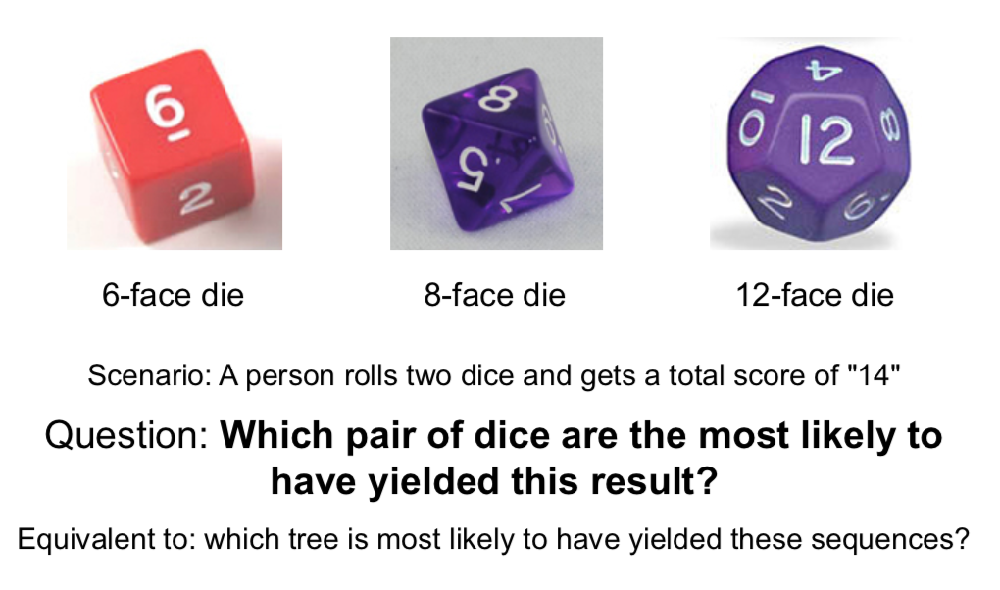 6
2
8
8
5
7
4
10
12
8
2
6.
6-face die
8-face die
12-face die
Scenario: A person rolls two dice and gets a total score of "14"
Question: Which pair of dice are the most likely to
have yielded this result?
Equivalent to: which tree is most likely to have yielded these sequences?